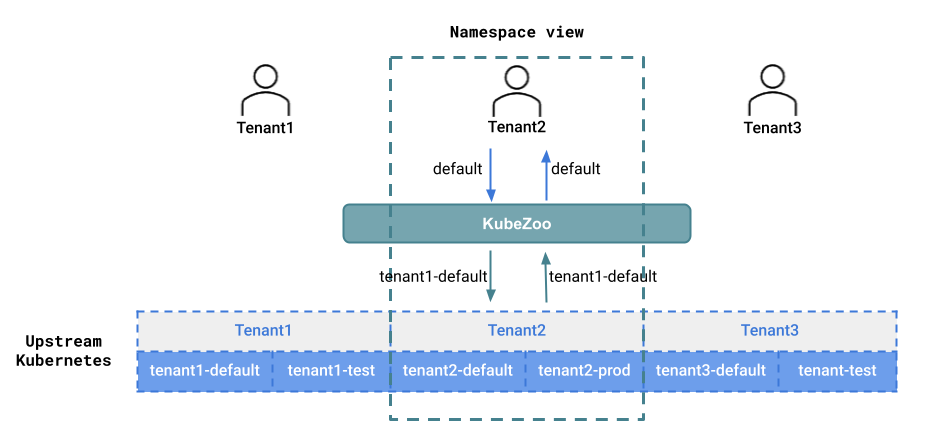 Namespace view
Tenant1
Tenant2
Tenant3
default
default
KubeZoo
tenant1-default
tenant1-default
Upstream
Kubernetes
Tenant1
Tenant2
Tenant3
tenant1-default
tenant1-test
tenant2-default
tenant2-prod
tenant3-default
tenant-test